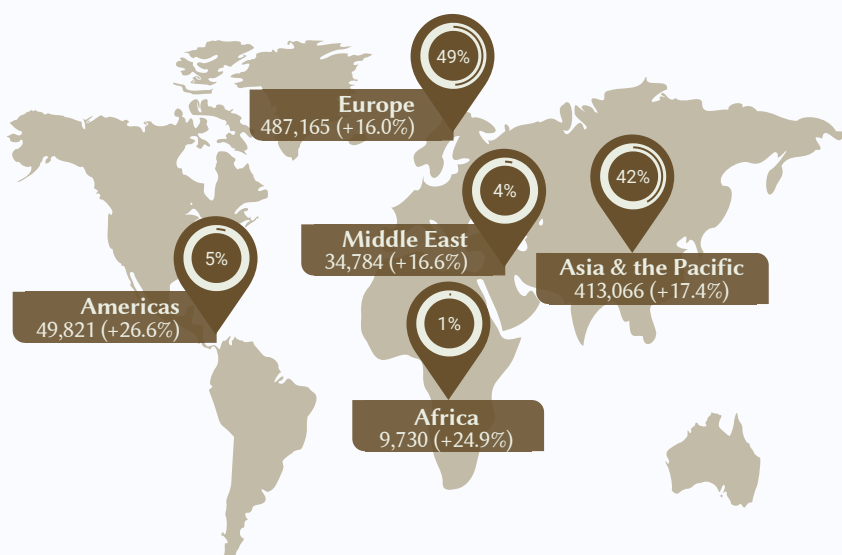 49%
Europe
487,165 (+16.0%)
4%
Middle East
34,784 (+16.6%)
42%
Asia & the Pacific
413,066 (+17.4%)
5%
Americas
49,821 (+26.6%)
1%
Africa
9,730 (+24.9%)